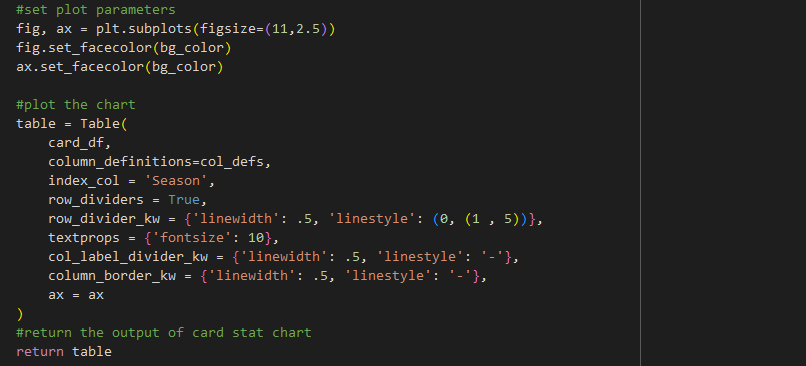 #set plot parameters
fig, ax = plt.subplots(figsize=(11,2.5))
fig.set_facecolor(bg_color)
ax.set_facecolor(bg_color)

#plot the chart
table = Table(
    card_df,
    column_definitions=col_defs,
    index_col = 'Season',
    row_dividers = True,
    row_divider_kw = {'linewidth': .5, 'linestyle': (0, (1 , 5))},
    textprops = {'fontsize': 10},
    col_label_divider_kw = {'linewidth': .5, 'linestyle': '-'},
    column_border_kw = {'linewidth': .5, 'linestyle': '-'},
    ax = ax
)
#return the output of card stat chart
return table